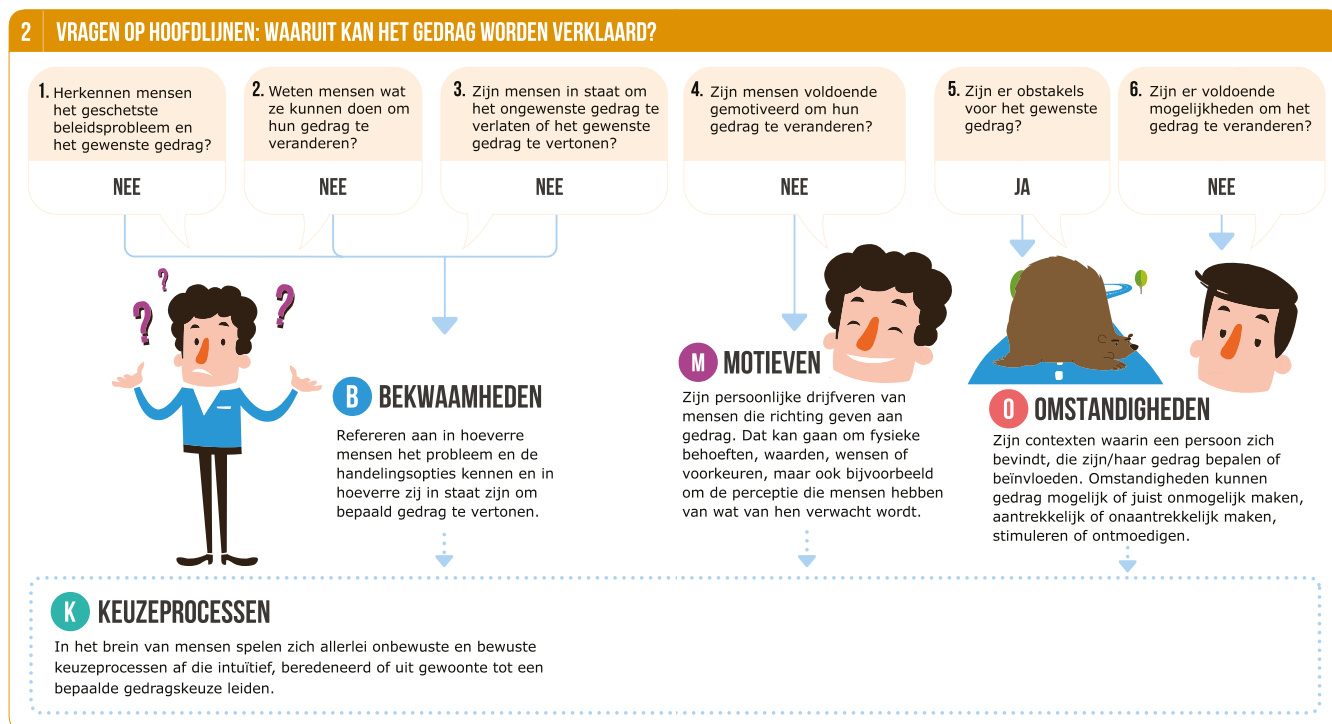 2 VRAGEN OP HOOFDLIJNEN: WAARUIT KAN HET GEDRAG WORDEN VERKLAARD?
1. Herkennen mensen
het geschetste
beleidsprobleem en
het gewenste gedrag?
NEE
2. Weten mensen wat
ze kunnen doen om
hun gedrag te
veranderen?
NEE
3. Zijn mensen in staat om
het ongewenste gedrag te
verlaten of het gewenste
gedrag te vertonen?
NEE
4. Zijn mensen voldoende
gemotiveerd om hun
gedrag te veranderen?
NEE
5. Zijn er obstakels
voor het gewenste
gedrag?
JA
6. Zijn er voldoende
mogelijkheden om het
gedrag te veranderen?
NEE
? ? ?
B BEKWAAMHEDEN
Refereren aan in hoeverre
mensen het probleem en de
handelingsopties kennen en in
hoeverre zij in staat zijn om
bepaald gedrag te vertonen.
M MOTIEVEN
Zijn persoonlijke drijfveren van
mensen die richting geven aan
gedrag. Dat kan gaan om fysieke
behoeften, waarden, wensen of
voorkeuren, maar ook bijvoorbeeld
om de perceptie die mensen hebben
van wat van hen verwacht wordt.
O OMSTANDIGHEDEN
Zijn contexten waarin een persoon zich
bevindt, die zijn/haar gedrag bepalen of
beïnvloeden. Omstandigheden kunnen
gedrag mogelijk of juist onmogelijk maken,
aantrekkelijk of onaantrekkelijk maken,
stimuleren of ontmoedigen.
K KEUZEPROCESSEN
In het brein van mensen spelen zich allerlei onbewuste en bewuste
keuzeprocessen af die intuïtief, beredeneerd of uit gewoonte tot een
bepaalde gedragskeuze leiden.